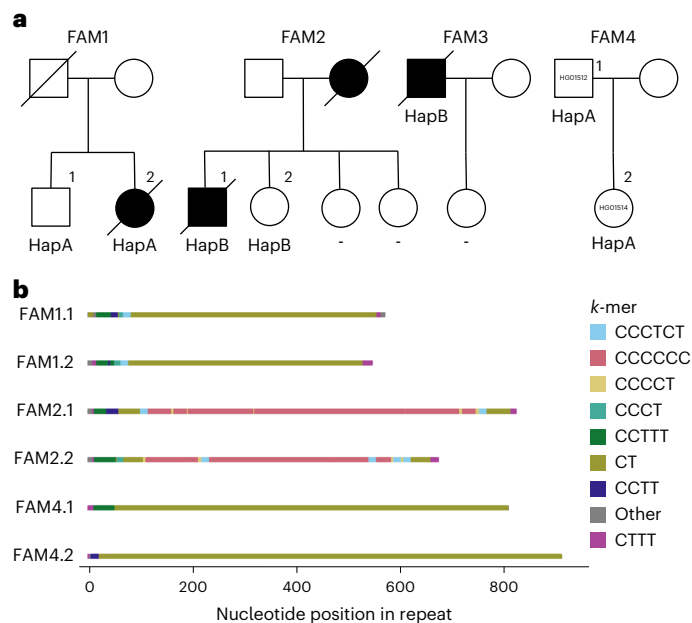 a
FAM1 FAM2 FAM3 FAM4
HG01512 1
HapB HapA
1 2 1 2 2
HG01514
HapA HapA HapB HapB - - - HapA
b
k-mer
FAM1.1
FAM1.2
FAM2.1
FAM2.2
FAM4.1
FAM4.2
CCCTCT
CCCCCC
CCCCT
CCCT
CCTTT
CT
CCTT
Other
CTTT
0 200 400 600 800
Nucleotide position in repeat